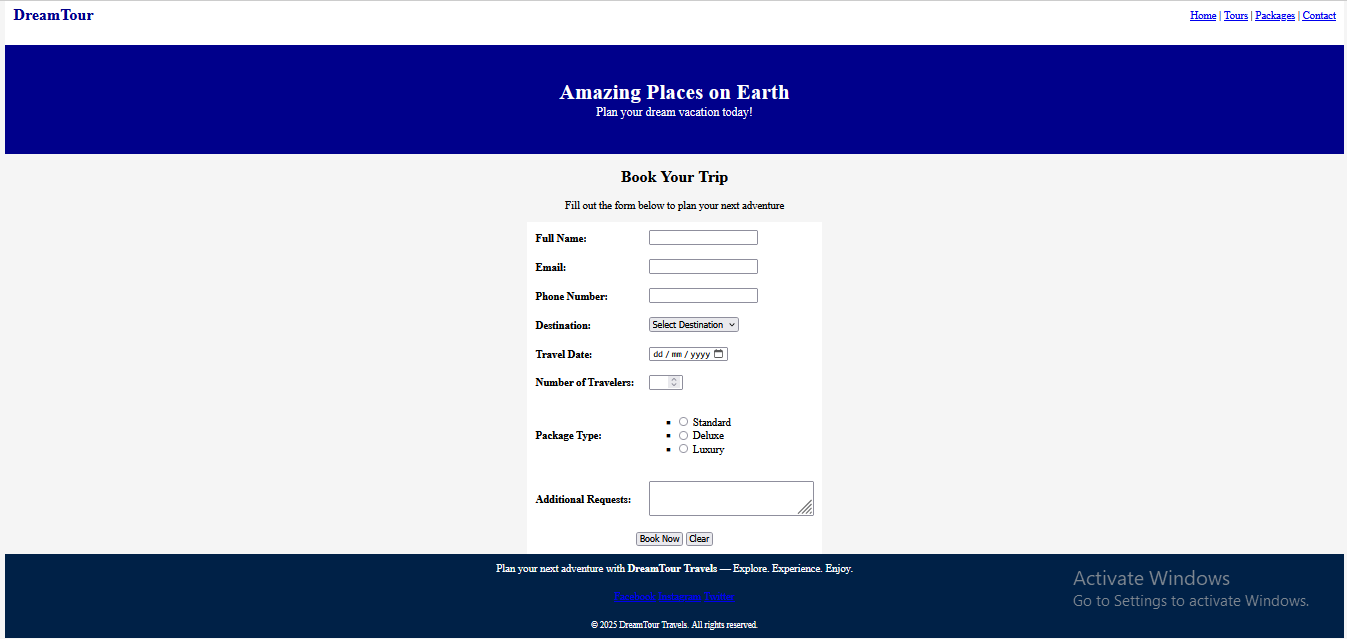 DreamTour
Home | Tours | Packages | Contact
Amazing Places on Earth
Plan your dream vacation today!
Book Your Trip
Fill out the form below to plan your next adventure
Full Name:
Email:
Phone Number:
Destination: Select Destination
Travel Date: dd / mm / yyyy
Number of Travelers:
Package Type:
Standard
Deluxe
Luxury
Additional Requests:
Book Now Clear
Plan your next adventure with DreamTour Travels — Explore. Experience. Enjoy.
© 2025 DreamTour Travels. All rights reserved.
Activate Windows
Go to Settings to activate Windows.